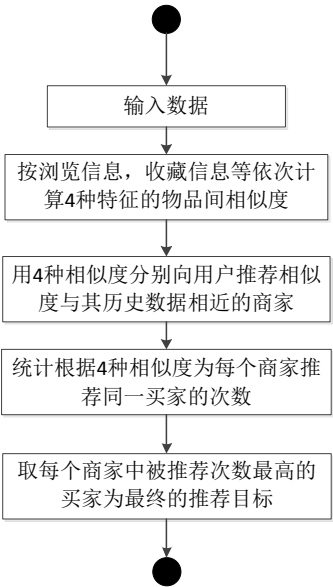 输入数据
按浏览信息，收藏信息等依次计
算4种特征的物品间相似度
用4种相似度分别向用户推荐相似
度与其历史数据相近的商家
统计根据4种相似度为每个商家推
荐同一买家的次数
取每个商家中被推荐次数最高的
买家为最终的推荐目标